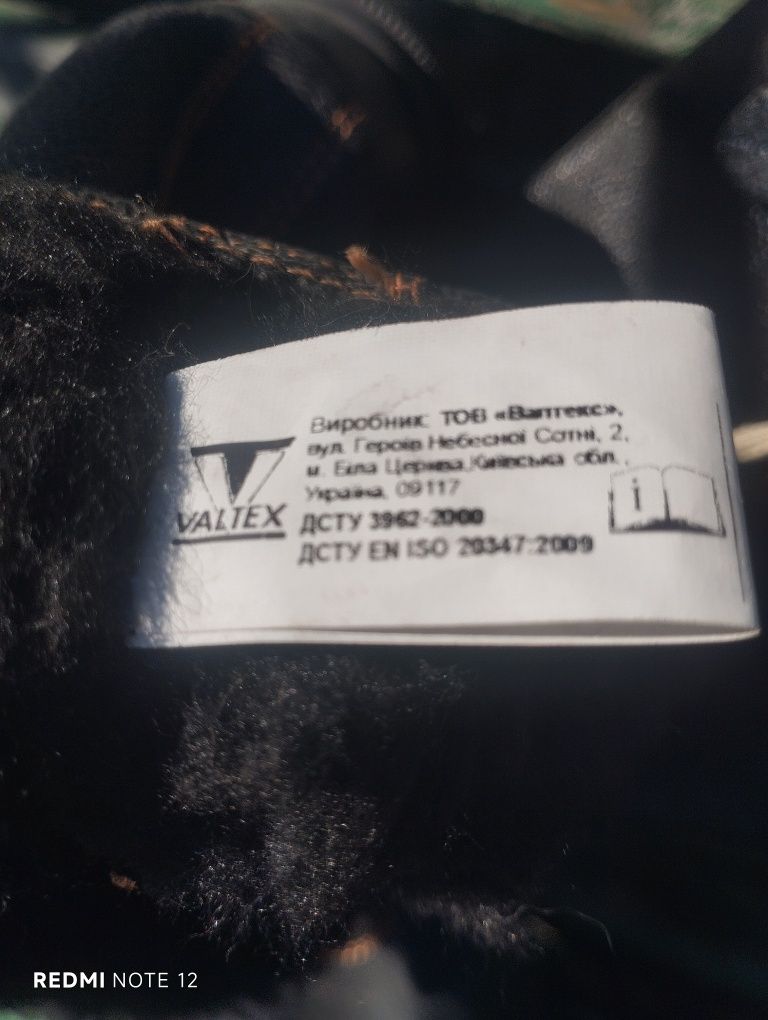 Виробник: ТОВ «Валтекс»,
вул. Героїв Небесної Сотні, 2,
м. Біла Церква, Київська обл.,
Україна, 09117
ДСТУ 3962-2000
ДСТУ EN ISO 20347:2009
VALTEX
i
REDMI NOTE 12